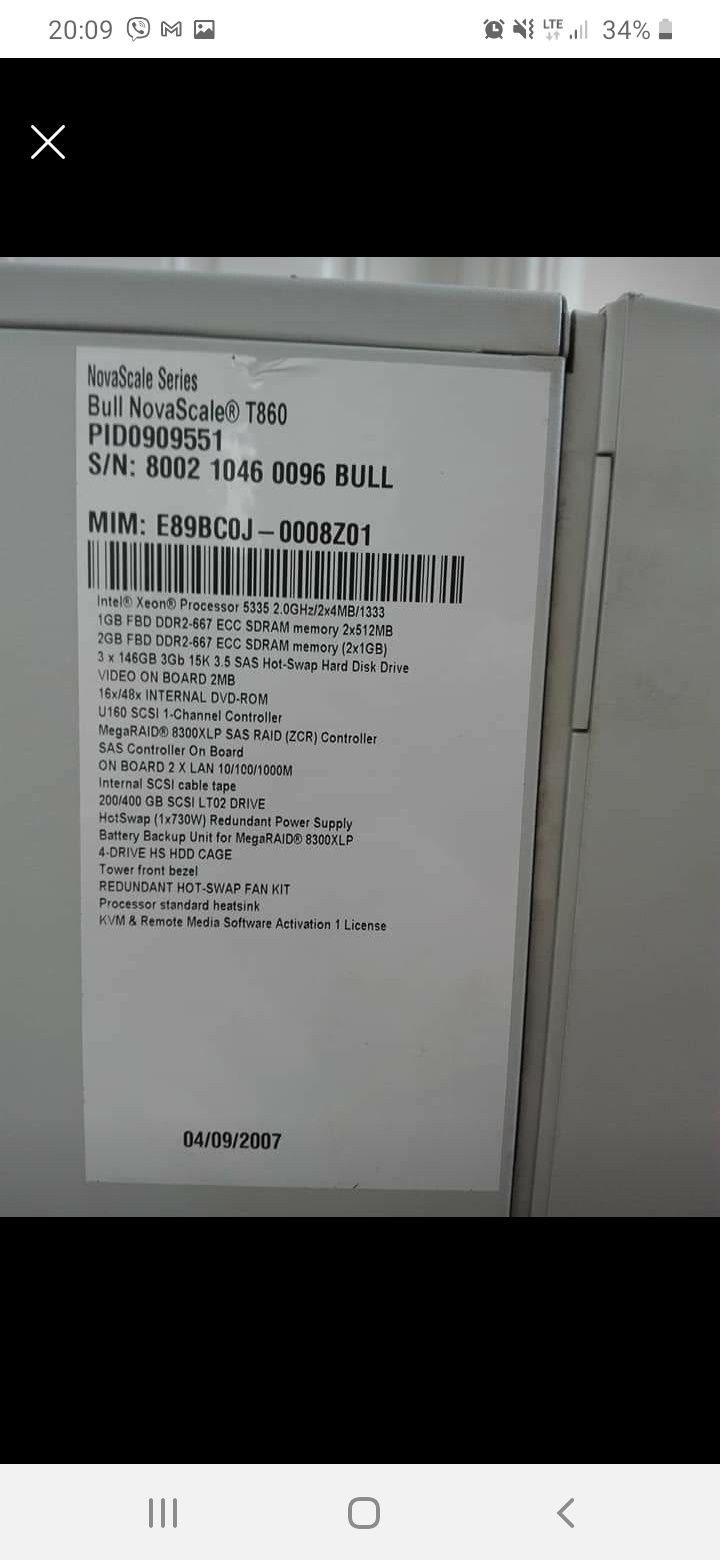 20:09
LTE
34%
NovaScale Series
Bull NovaScale® T860
PID0909551
S/N: 8002 1046 0096 BULL
MIM: E89BC0J – 0008Z01
Intel® Xeon® Processor 5335 2.0GHz/2x4MB/1333
1GB FBD DDR2-667 ECC SDRAM memory 2x512MB
2GB FBD DDR2-667 ECC SDRAM memory (2x1GB)
3 x 146GB 3Gb 15K 3.5 SAS Hot-Swap Hard Disk Drive
VIDEO ON BOARD 2MB
16x/48x INTERNAL DVD-ROM
U160 SCSI 1-Channel Controller
MegaRAID® 8300XLP SAS RAID (ZCR) Controller
SAS Controller On Board
ON BOARD 2 X LAN 10/100/1000M
Internal SCSI cable tape
200/400 GB SCSI LTO2 DRIVE
HotSwap (1x730W) Redundant Power Supply
Battery Backup Unit for MegaRAID® 8300XLP
4-DRIVE HS HDD CAGE
Tower front bezel
REDUNDANT HOT-SWAP FAN KIT
Processor standard heatsink
KVM & Remote Media Software Activation 1 License
04/09/2007